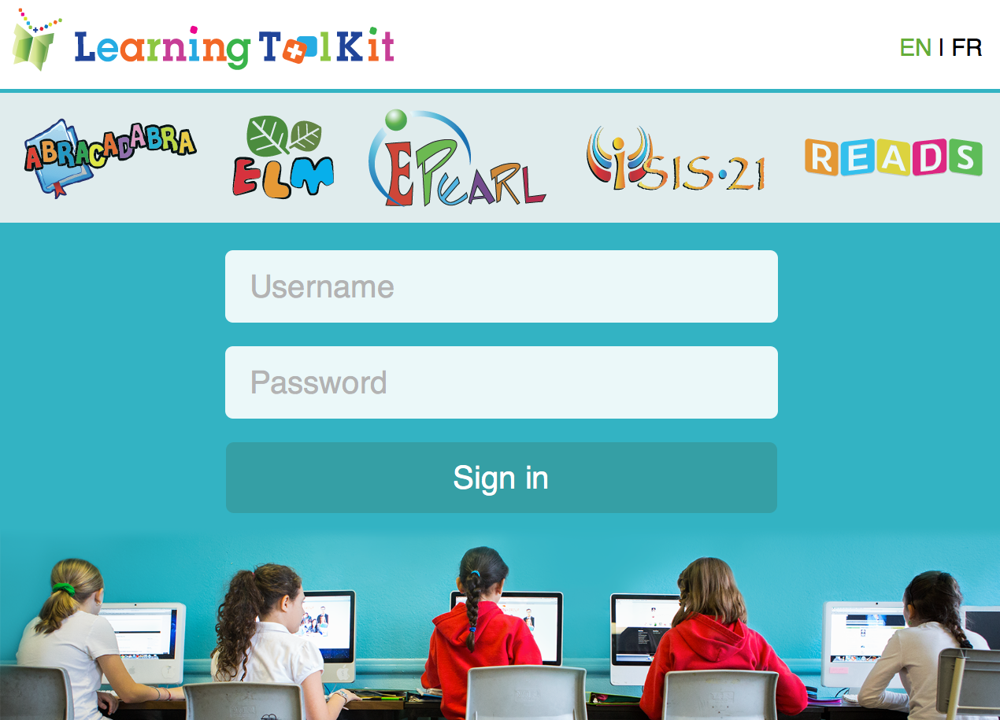 Learning ToolKit
EN | FR
ABRACADABRA
ELM
EPEARL
ISIS·21
READS
Username
Password
Sign in